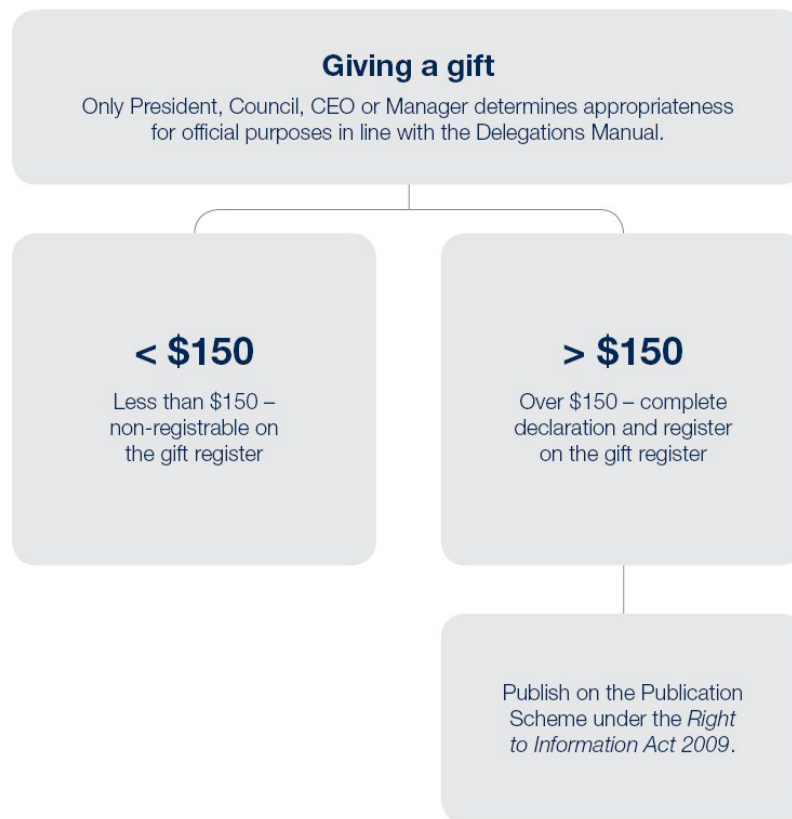 Giving a gift
Only President, Council, CEO or Manager determines appropriateness
for official purposes in line with the Delegations Manual.
< $150
Less than $150 –
non-registrable on
the gift register
> $150
Over $150 – complete
declaration and register
on the gift register
Publish on the Publication
Scheme under the Right
to Information Act 2009.